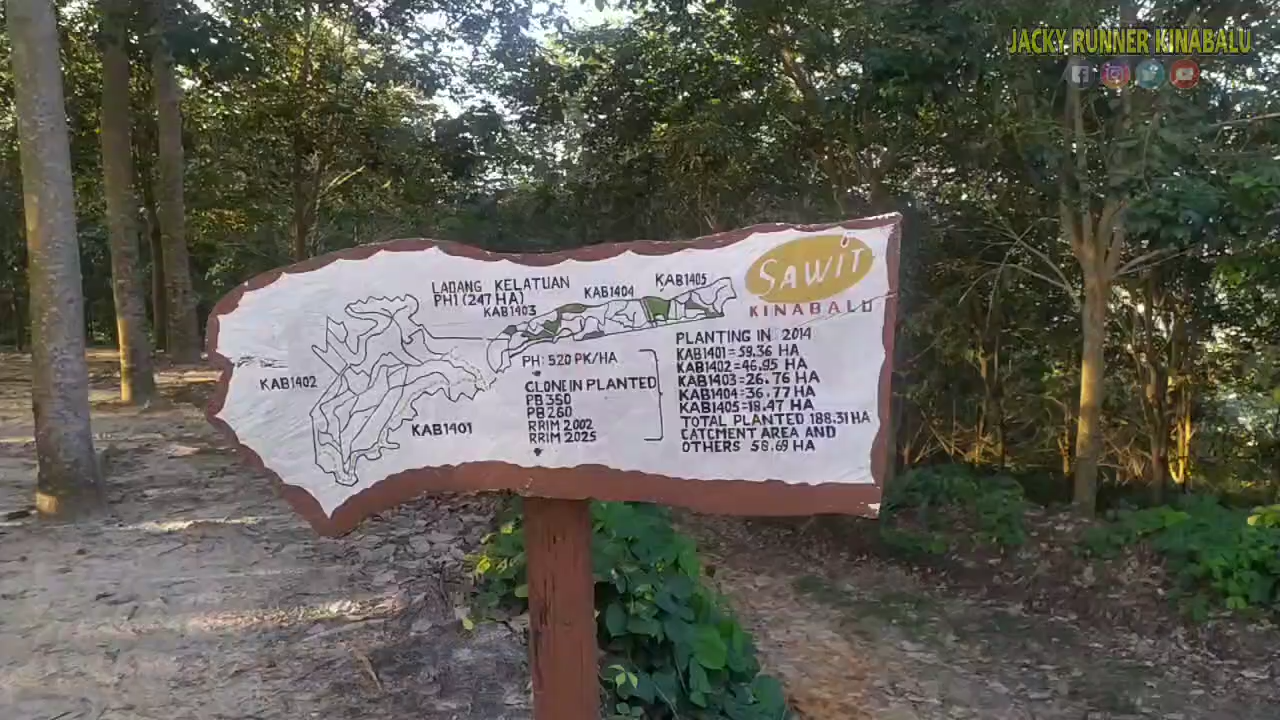 JACKY RUNNER KINABALU
SAWIT
KINABALU
LADANG KELATUAN
PH1 (247 HA)
KAB1403
KAB1404
KAB1405
KAB1402
KAB1401
PH: 520 PK/HA
CLONE IN PLANTED
PB350
PB260
RRIM 2002
RRIM 2025
PLANTING IN 2014
KAB1401=59.36 HA
KAB1402=46.95 HA
KAB1403=26.76 HA
KAB1404=36.77 HA
KAB1405=18.47 HA
TOTAL PLANTED 188.31 HA
CATCMENT AREA AND
OTHERS 58.69 HA